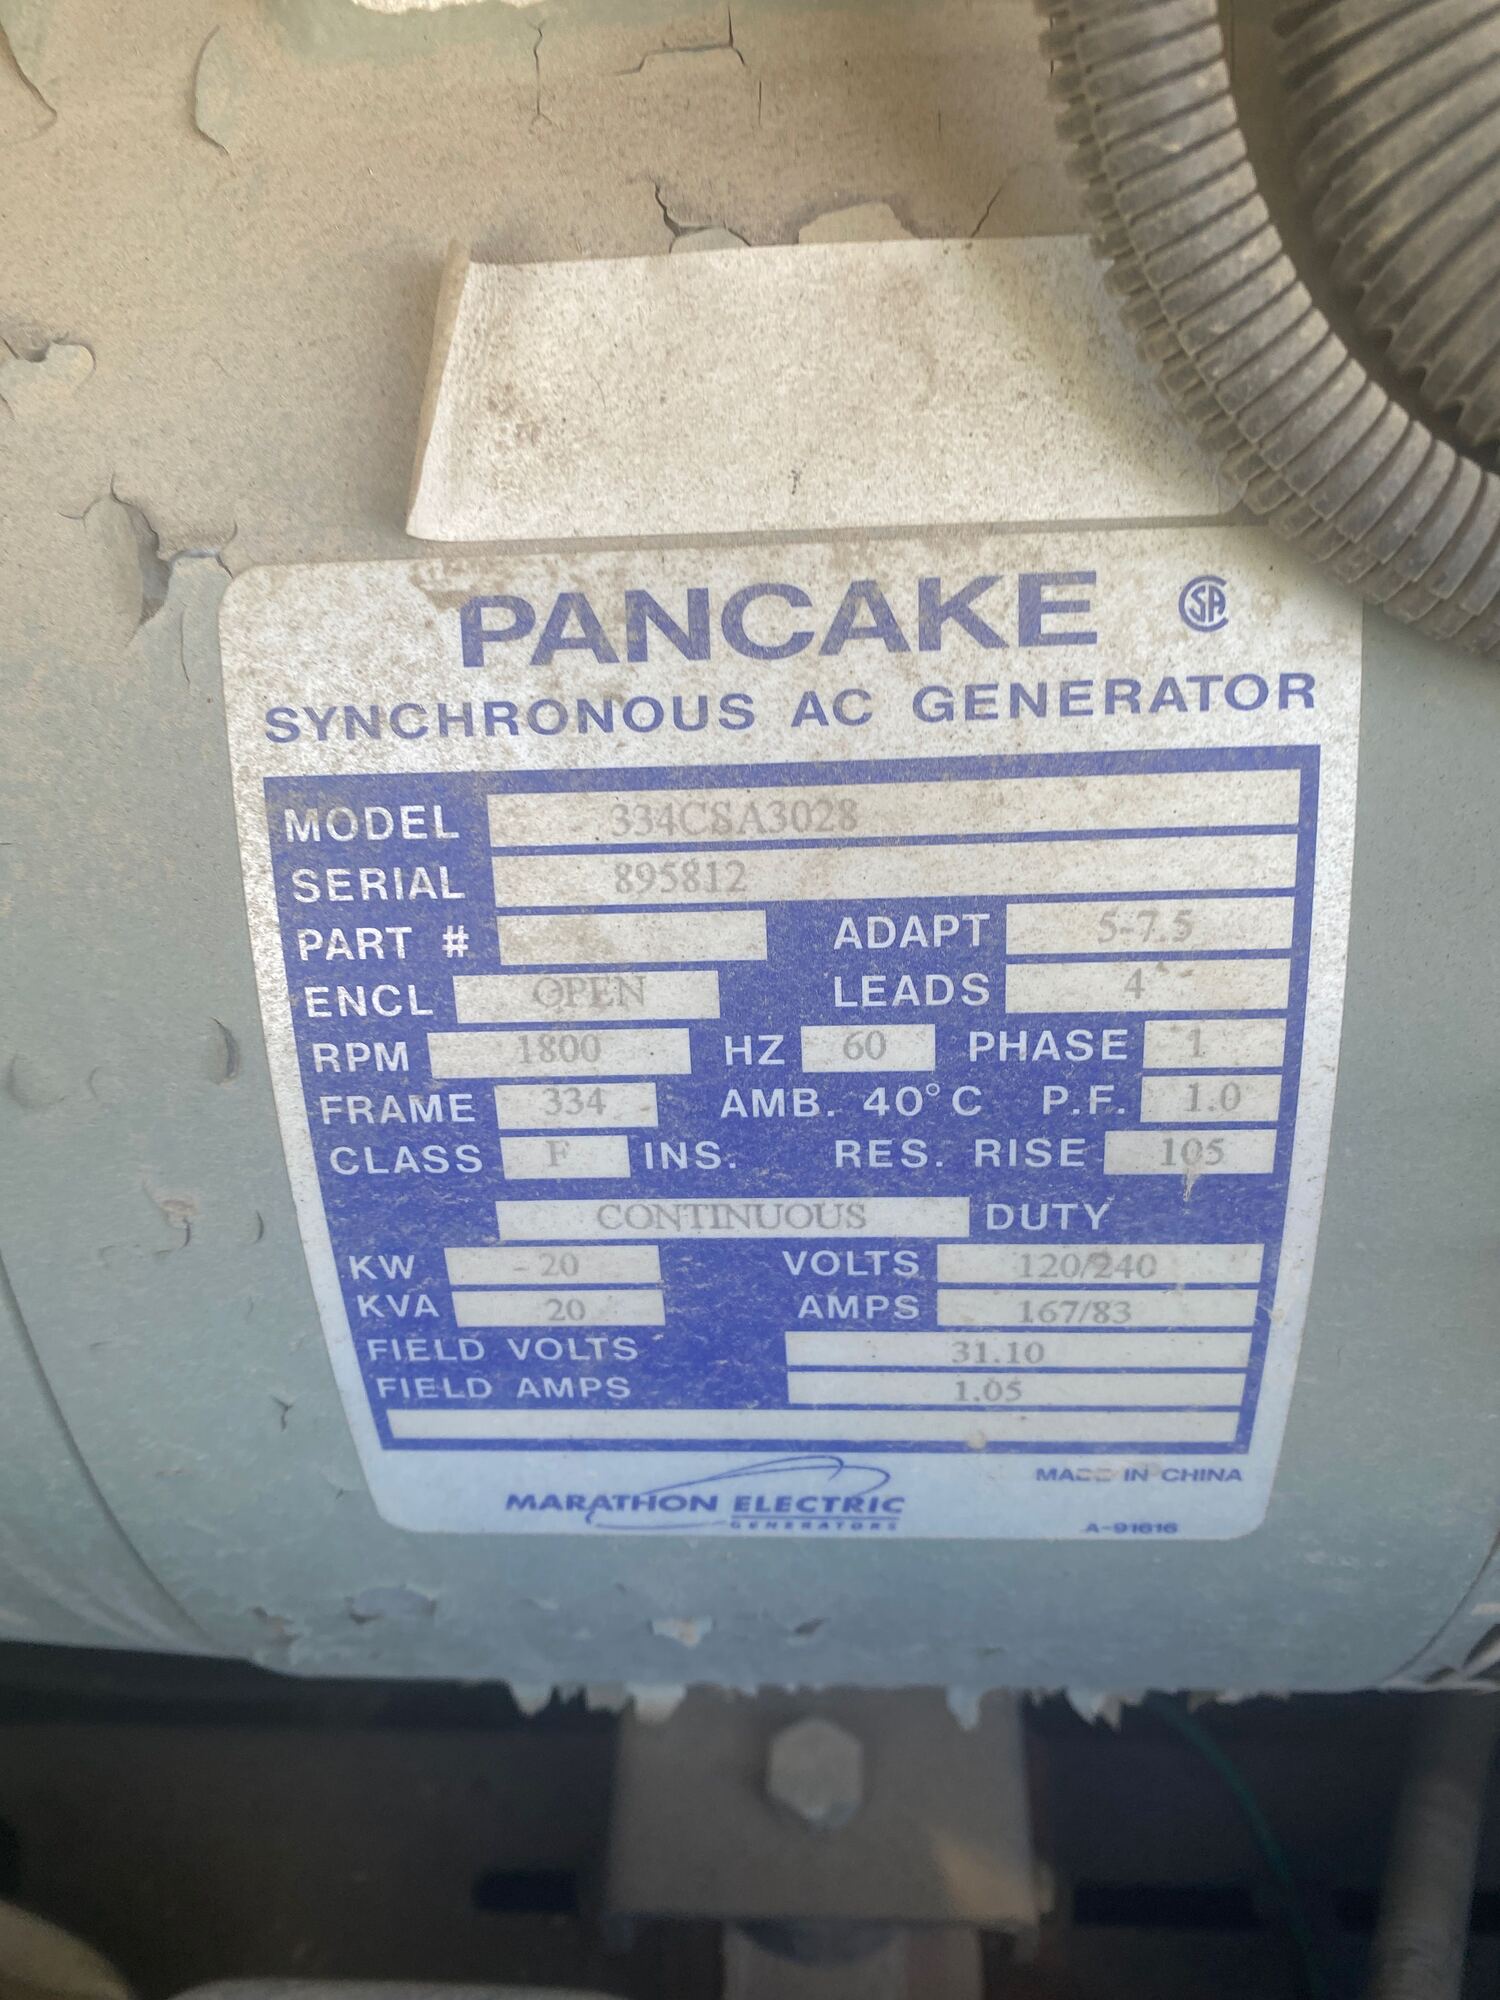 PANCAKE SA
SYNCHRONOUS AC GENERATOR
MODEL 334CSA3028
SERIAL 895812
PART # ADAPT 5-7.5
ENCL OPEN LEADS 4
RPM 1800 HZ 60 PHASE 1
FRAME 334 AMB. 40°C P.F. 1.0
CLASS F INS. RES. RISE 105
CONTINUOUS DUTY
KW 20 VOLTS 120/240
KVA 20 AMPS 167/83
FIELD VOLTS 31.10
FIELD AMPS 1.05
MADE IN CHINA
MARATHON ELECTRIC
GENERATORS A-91616